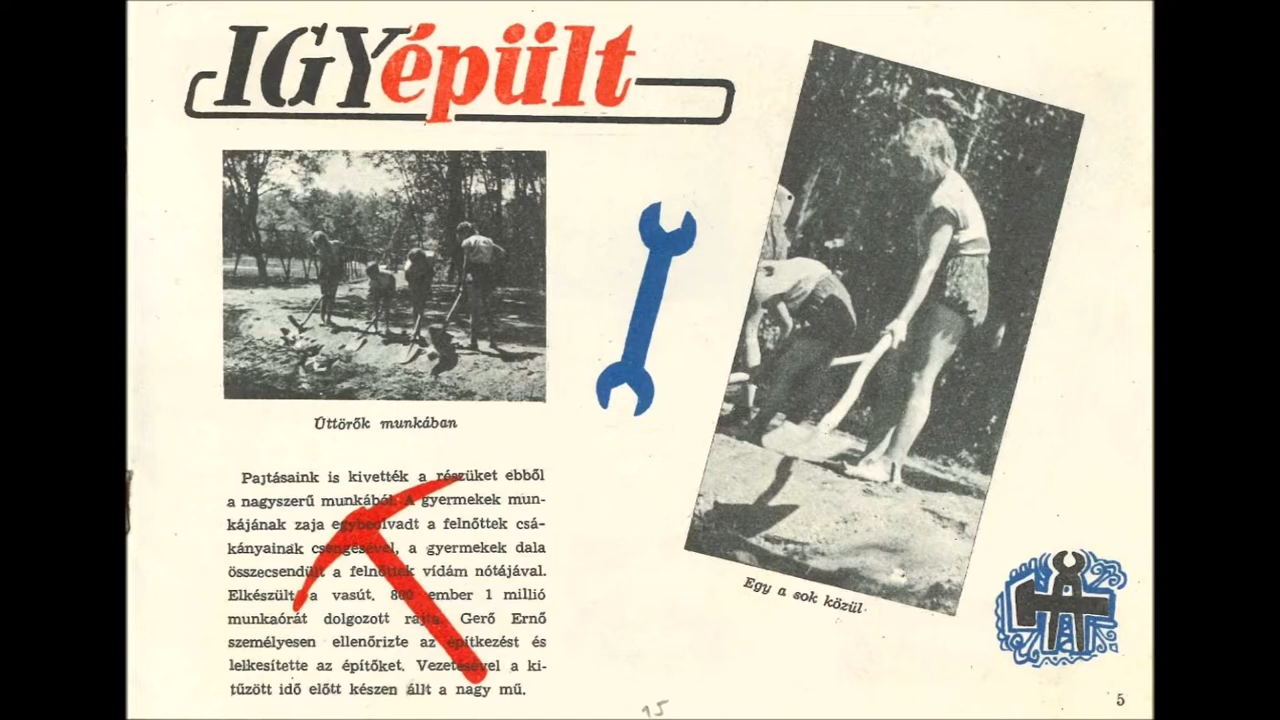 IGYépült
Úttörők munkában
Pajtásaink is kivették a részüket ebből
a nagyszerű munkából. A gyermekek mun-
kájának zaja egybeolvadt a felnőttek csá-
kányainak csengésével, a gyermekek dala
összecsendült a felnőttek vídám nótájával.
Elkészült a vasút. 800 ember 1 millió
munkaórát dolgozott rajta. Gerő Ernő
személyesen ellenőrizte az építkezést és
lelkesítette az építőket. Vezetésével a ki-
tűzött idő előtt készen állt a nagy mű.
Egy a sok közül
5
15